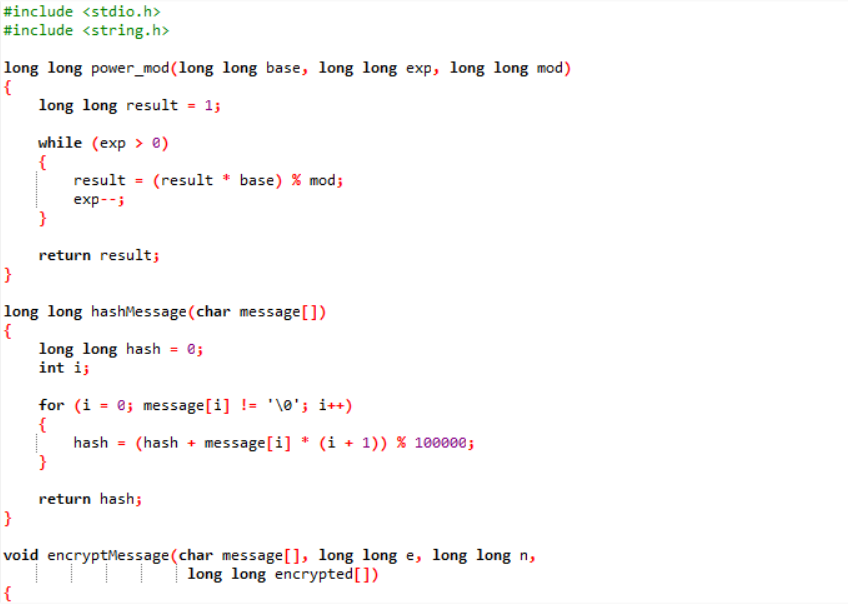 #include <stdio.h>
#include <string.h>

long long power_mod(long long base, long long exp, long long mod)
{
    long long result = 1;

    while (exp > 0)
    {
        result = (result * base) % mod;
        exp--;
    }

    return result;
}

long long hashMessage(char message[])
{
    long long hash = 0;
    int i;

    for (i = 0; message[i] != '\0'; i++)
    {
        hash = (hash + message[i] * (i + 1)) % 100000;
    }

    return hash;
}

void encryptMessage(char message[], long long e, long long n,
                     long long encrypted[])
{